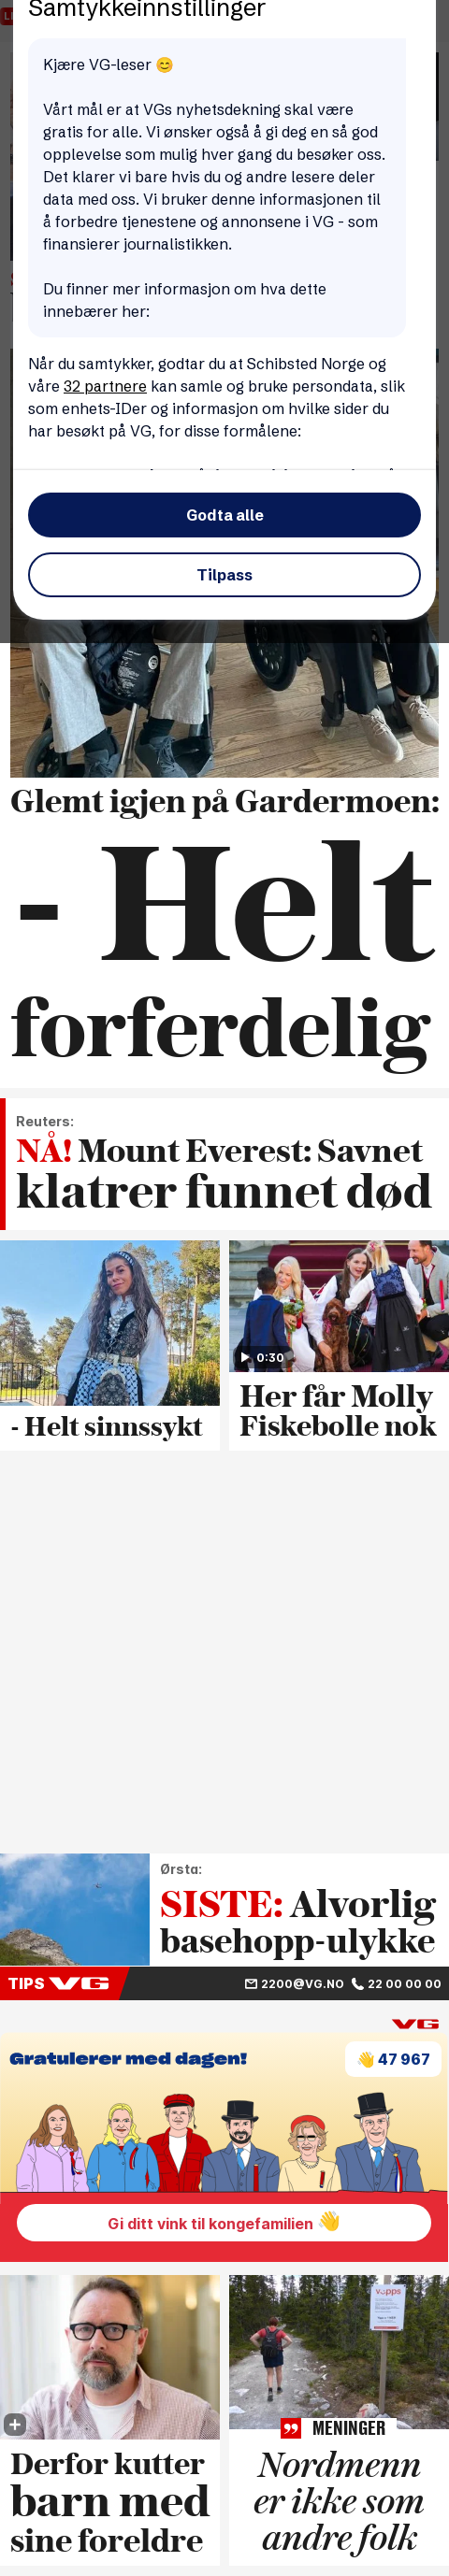 Samtykkeinnstillinger
Kjære VG-leser 😊
Vårt mål er at VGs nyhetsdekning skal være
gratis for alle. Vi ønsker også å gi deg en så god
opplevelse som mulig hver gang du besøker oss.
Det klarer vi bare hvis du og andre lesere deler
data med oss. Vi bruker denne informasjonen til
å forbedre tjenestene og annonsene i VG - som
finansierer journalistikken.
Du finner mer informasjon om hva dette
innebærer her:
Når du samtykker, godtar du at Schibsted Norge og
våre 32 partnere kan samle og bruke persondata, slik
som enhets-IDer og informasjon om hvilke sider du
har besøkt på VG, for disse formålene:
Godta alle
Tilpass
Glemt igjen på Gardermoen:
- Helt
forferdelig
Reuters:
NÅ! Mount Everest: Savnet
klatrer funnet død
0:30
- Helt sinnssykt
Her får Molly
Fiskebolle nok
Ørsta:
SISTE: Alvorlig
basehopp-ulykke
TIPS VG
2200@VG.NO 22 00 00 00
VG
Gratulerer med dagen!
👋 47 967
Gi ditt vink til kongefamilien 👋
vapps
MENINGER
Derfor kutter
barn med
sine foreldre
Nordmenn
er ikke som
andre folk